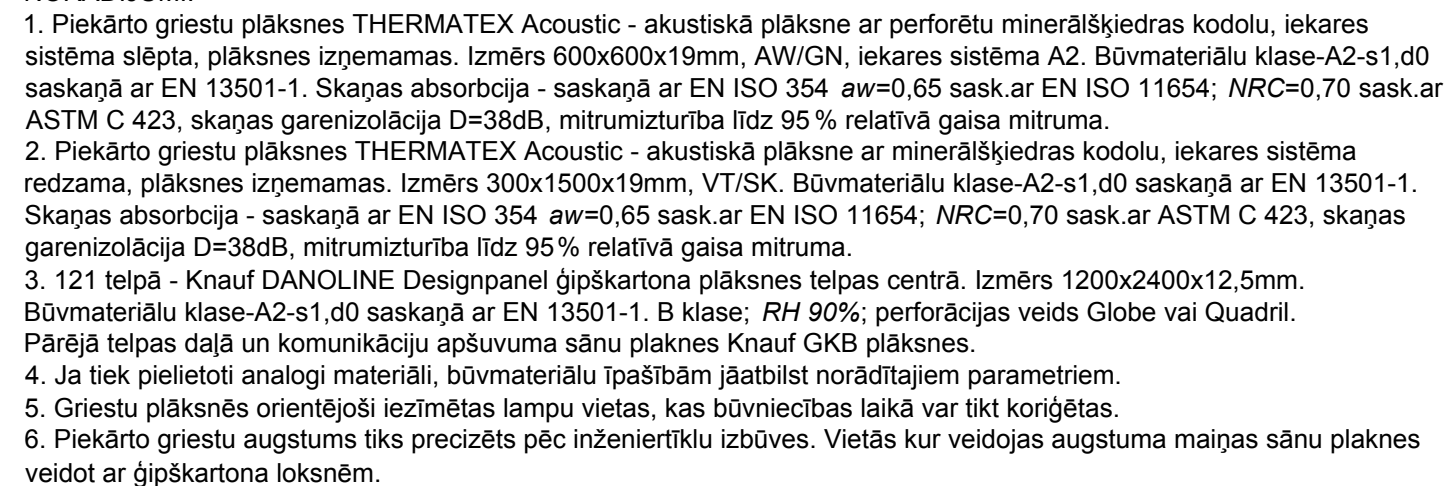 1. Piekārto griestu plāksnes THERMATEX Acoustic - akustiskā plāksne ar perforētu minerālšķiedras kodolu, iekares
sistēma slēpta, plāksnes izņemamas. Izmērs 600x600x19mm, AW/GN, iekares sistēma A2. Būvmateriālu klase-A2-s1,d0
saskaņā ar EN 13501-1. Skaņas absorbcija - saskaņā ar EN ISO 354 aw=0,65 sask.ar EN ISO 11654; NRC=0,70 sask.ar
ASTM C 423, skaņas garenizolācija D=38dB, mitrumizturība līdz 95 % relatīvā gaisa mitruma.
2. Piekārto griestu plāksnes THERMATEX Acoustic - akustiskā plāksne ar minerālšķiedras kodolu, iekares sistēma
redzama, plāksnes izņemamas. Izmērs 300x1500x19mm, VT/SK. Būvmateriālu klase-A2-s1,d0 saskaņā ar EN 13501-1.
Skaņas absorbcija - saskaņā ar EN ISO 354 aw=0,65 sask.ar EN ISO 11654; NRC=0,70 sask.ar ASTM C 423, skaņas
garenizolācija D=38dB, mitrumizturība līdz 95 % relatīvā gaisa mitruma.
3. 121 telpā - Knauf DANOLINE Designpanel ģipškartona plāksnes telpas centrā. Izmērs 1200x2400x12,5mm.
Būvmateriālu klase-A2-s1,d0 saskaņā ar EN 13501-1. B klase; RH 90%; perforācijas veids Globe vai Quadril.
Pārējā telpas daļā un komunikāciju apšuvuma sānu plaknes Knauf GKB plāksnes.
4. Ja tiek pielietoti analogi materiāli, būvmateriālu īpašībām jāatbilst norādītajiem parametriem.
5. Griestu plāksnēs orientējoši iezīmētas lampu vietas, kas būvniecības laikā var tikt koriģētas.
6. Piekārto griestu augstums tiks precizēts pēc inženiertīklu izbūves. Vietās kur veidojas augstuma maiņas sānu plaknes
veidot ar ģipškartona loksnēm.